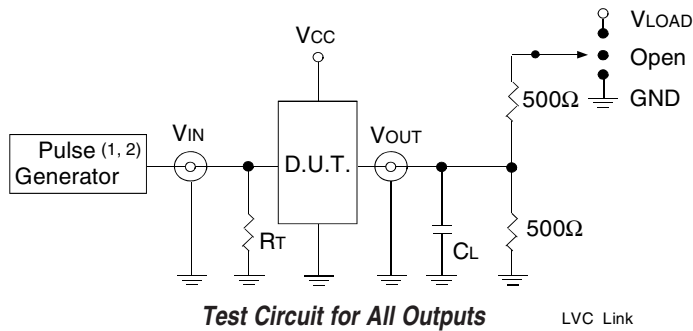 VLOAD
VCC
Open
500Ω
GND
VIN
VOUT
Pulse (1, 2)
Generator
D.U.T.
RT
CL
500Ω
Test Circuit for All Outputs
LVC Link